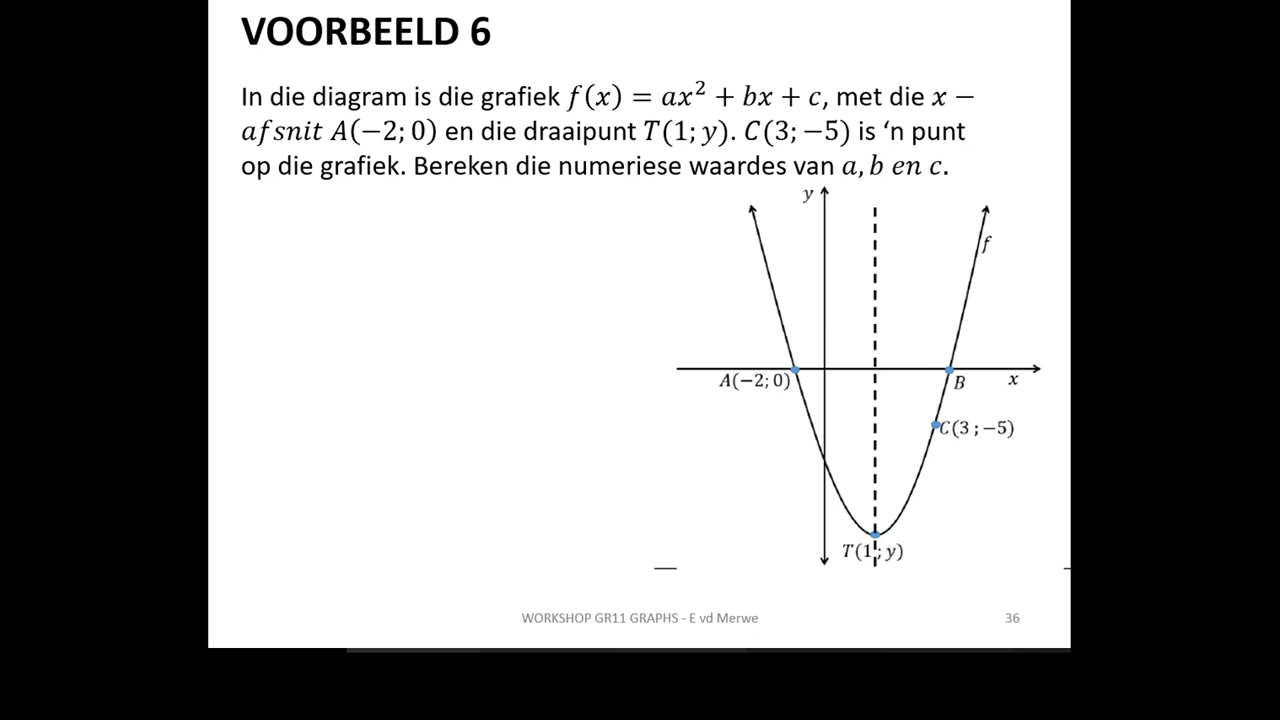 VOORBEELD 6
In die diagram is die grafiek f(x) = ax² + bx + c, met die x −
afsnit A(−2; 0) en die draaipunt T(1; y). C(3; −5) is ‘n punt
op die grafiek. Bereken die numeriese waardes van a, b en c.
y
f
A(−2; 0)
B
x
C(3 ; −5)
T(1 ; y)
WORKSHOP GR11 GRAPHS - E vd Merwe
36